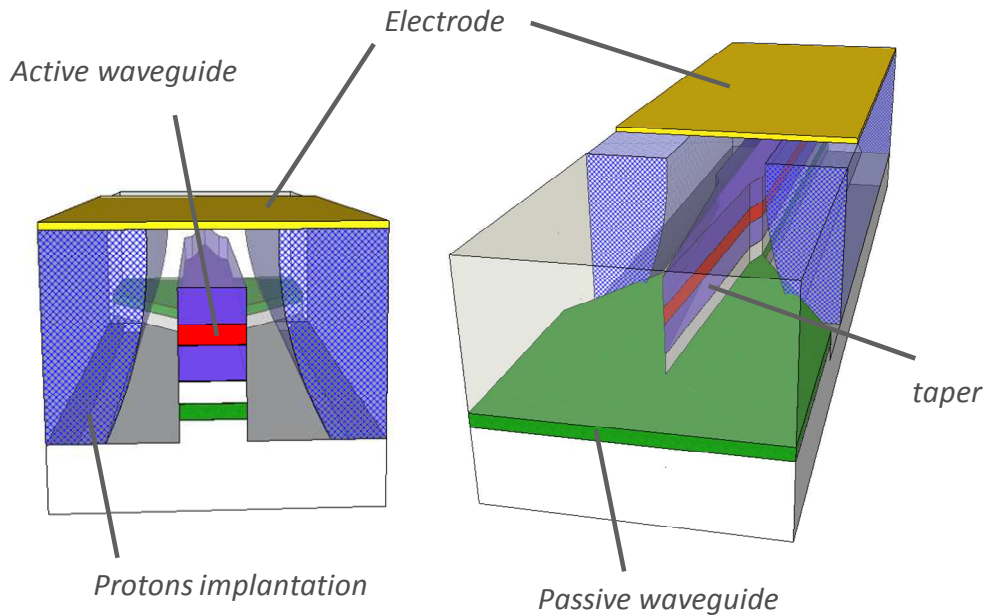 Electrode
Active waveguide
taper
Protons implantation
Passive waveguide